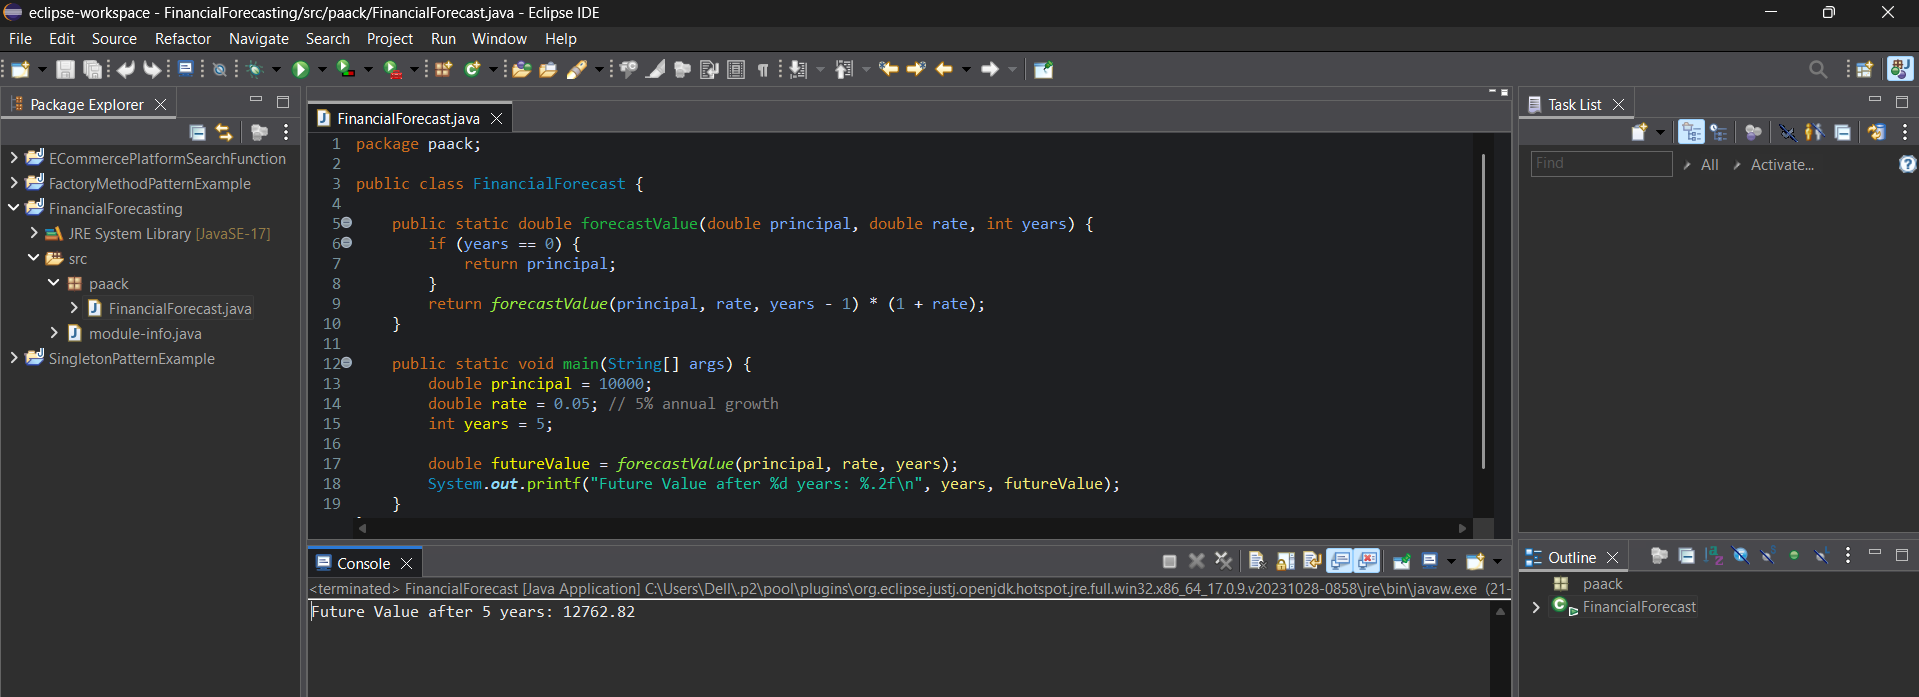 eclipse-workspace - FinancialForecasting/src/paack/FinancialForecast.java - Eclipse IDE
File Edit Source Refactor Navigate Search Project Run Window Help
Package Explorer
ECommercePlatformSearchFunction
FactoryMethodPatternExample
FinancialForecasting
JRE System Library [JavaSE-17]
src
paack
FinancialForecast.java
module-info.java
SingletonPatternExample
FinancialForecast.java
1 package paack;
2
3 public class FinancialForecast {
4
5     public static double forecastValue(double principal, double rate, int years) {
6         if (years == 0) {
7             return principal;
8         }
9         return forecastValue(principal, rate, years - 1) * (1 + rate);
10     }
11
12     public static void main(String[] args) {
13         double principal = 10000;
14         double rate = 0.05; // 5% annual growth
15         int years = 5;
16
17         double futureValue = forecastValue(principal, rate, years);
18         System.out.printf("Future Value after %d years: %.2f\n", years, futureValue);
19     }
Console
<terminated> FinancialForecast [Java Application] C:\Users\Dell\.p2\pool\plugins\org.eclipse.justj.openjdk.hotspot.jre.full.win32.x86_64_17.0.9.v20231028-0858\jre\bin\javaw.exe (21-
Future Value after 5 years: 12762.82
Task List
Find
All
Activate...
Outline
paack
FinancialForecast